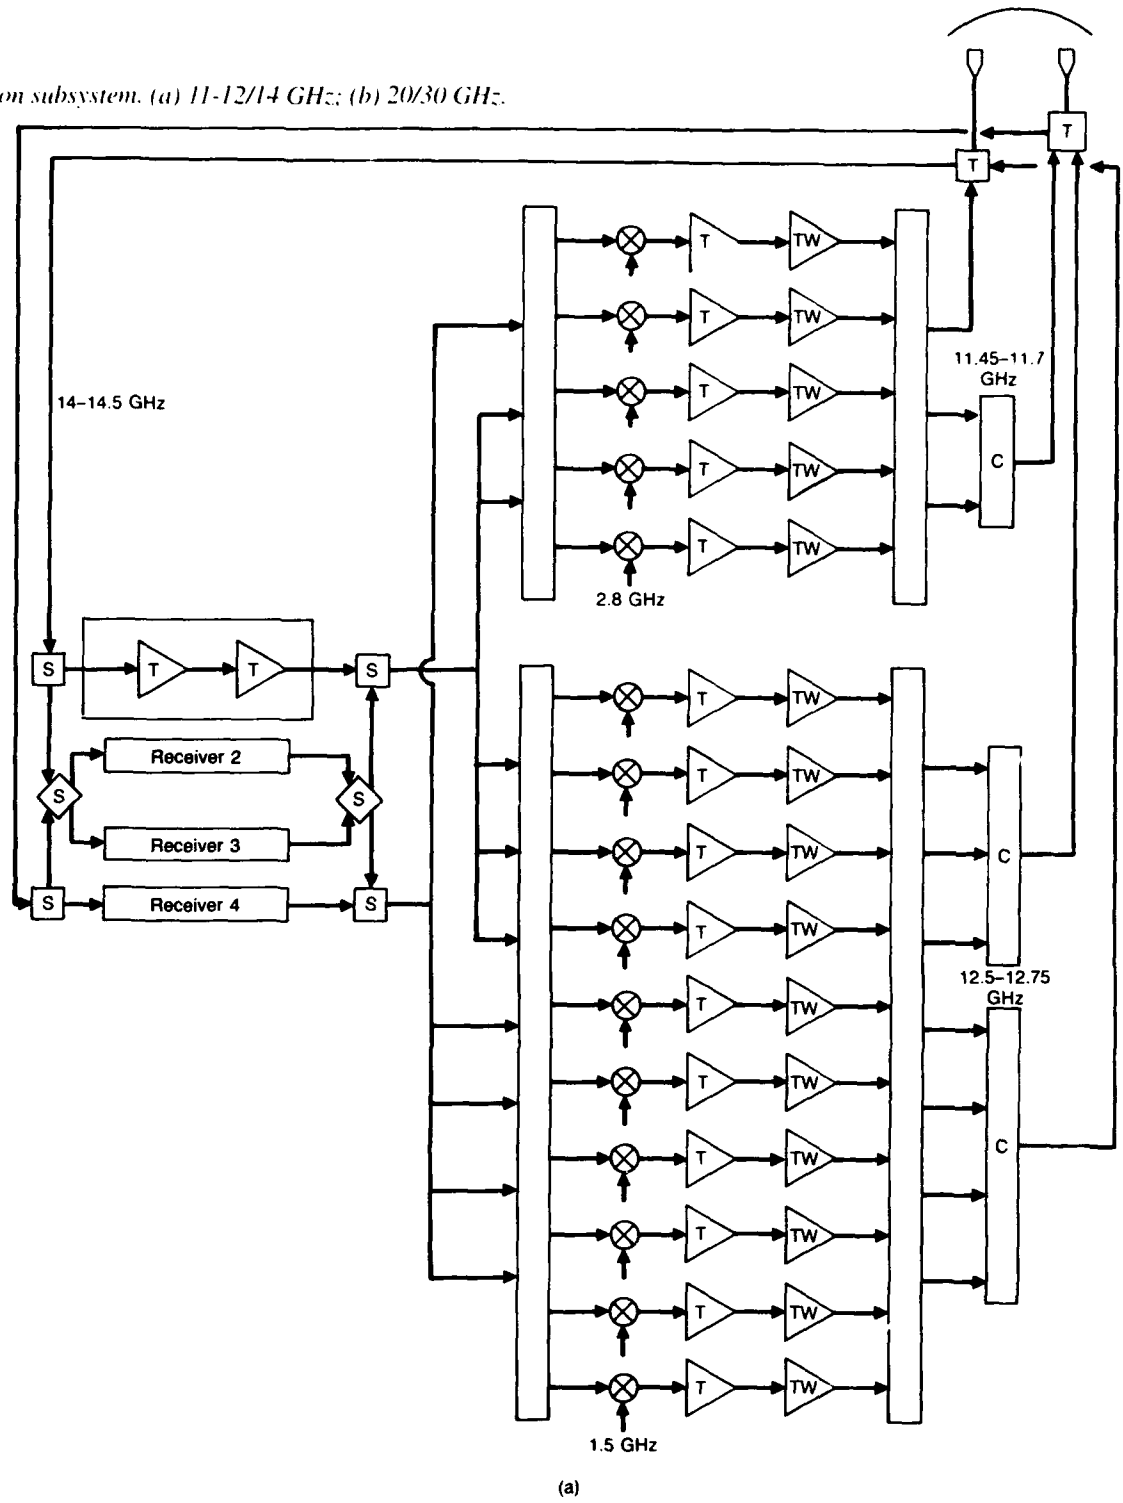 on subsystem. (a) 11-12/14 GHz; (b) 20/30 GHz.
T
T
T TW
T TW
11.45–11.7
GHz
14–14.5 GHz
T TW
C
T TW
T TW
2.8 GHz
S T T S
T TW
Receiver 2
T TW
S S
Receiver 3
T TW
C
S Receiver 4 S
T TW
12.5–12.75
GHz
T TW
T TW
C
T TW
T TW
T TW
T TW
1.5 GHz
(a)